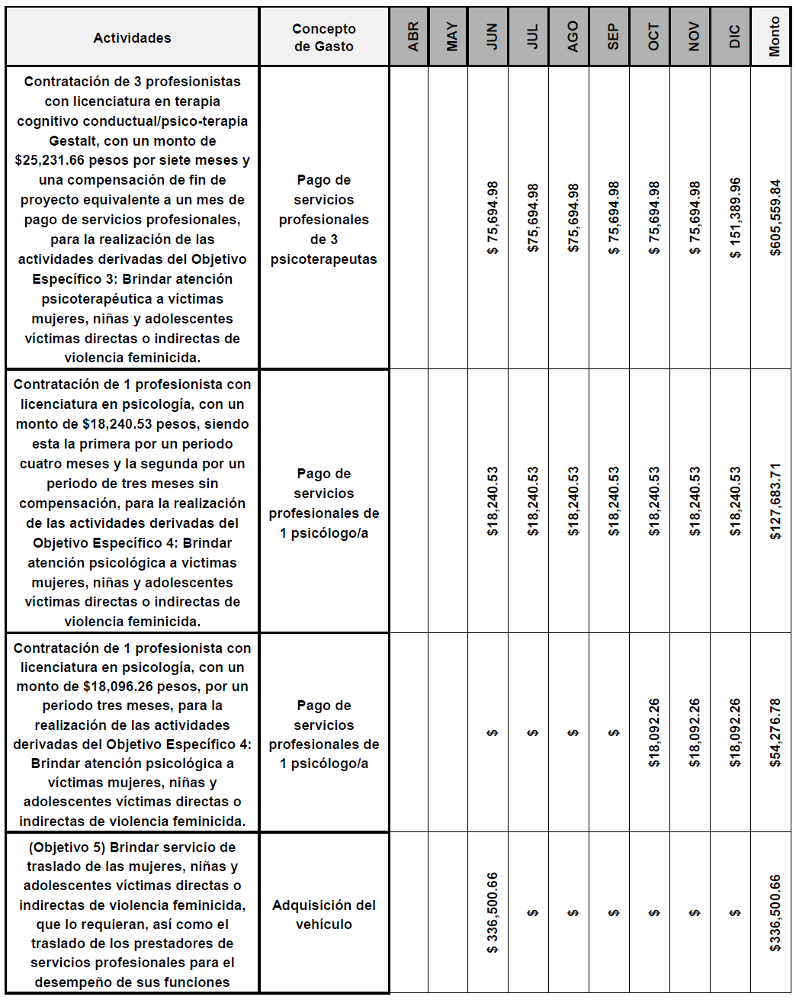 Actividades
Concepto
de Gasto
ABR
MAY
JUN
JUL
AGO
SEP
OCT
NOV
DIC
Monto
Contratación de 3 profesionistas
con licenciatura en terapia
cognitivo conductual/psico-terapia
Gestalt, con un monto de
$25,231.66 pesos por siete meses y
una compensación de fin de
proyecto equivalente a un mes de
pago de servicios profesionales,
para la realización de las
actividades derivadas del Objetivo
Específico 3: Brindar atención
psicoterapéutica a víctimas
mujeres, niñas y adolescentes
víctimas directas o indirectas de
violencia feminicida.
Pago de
servicios
profesionales
de 3
psicoterapeutas
$ 75,694.98
$75,694.98
$75,694.98
$ 75,694.98
$ 75,694.98
$ 75,694.98
$ 151,389.96
$605,559.84
Contratación de 1 profesionista con
licenciatura en psicología, con un
monto de $18,240.53 pesos, siendo
esta la primera por un periodo
cuatro meses y la segunda por un
periodo de tres meses sin
compensación, para la realización
de las actividades derivadas del
Objetivo Específico 4: Brindar
atención psicológica a víctimas
mujeres, niñas y adolescentes
víctimas directas o indirectas de
violencia feminicida.
Pago de
servicios
profesionales de
1 psicólogo/a
$18,240.53
$18,240.53
$18,240.53
$18,240.53
$18,240.53
$18,240.53
$18,240.53
$127,683.71
Contratación de 1 profesionista con
licenciatura en psicología, con un
monto de $18,096.26 pesos, por un
periodo tres meses, para la
realización de las actividades
derivadas del Objetivo Específico 4:
Brindar atención psicológica a
víctimas mujeres, niñas y
adolescentes víctimas directas o
indirectas de violencia feminicida.
Pago de
servicios
profesionales de
1 psicólogo/a
$
$
$
$
$18,092.26
$18,092.26
$18,092.26
$54,276.78
(Objetivo 5) Brindar servicio de
traslado de las mujeres, niñas y
adolescentes víctimas directas o
indirectas de violencia feminicida,
que lo requieran, así como el
traslado de los prestadores de
servicios profesionales para el
desempeño de sus funciones
Adquisición del
vehículo
$ 336,500.66
$
$
$
$
$
$
$336,500.66